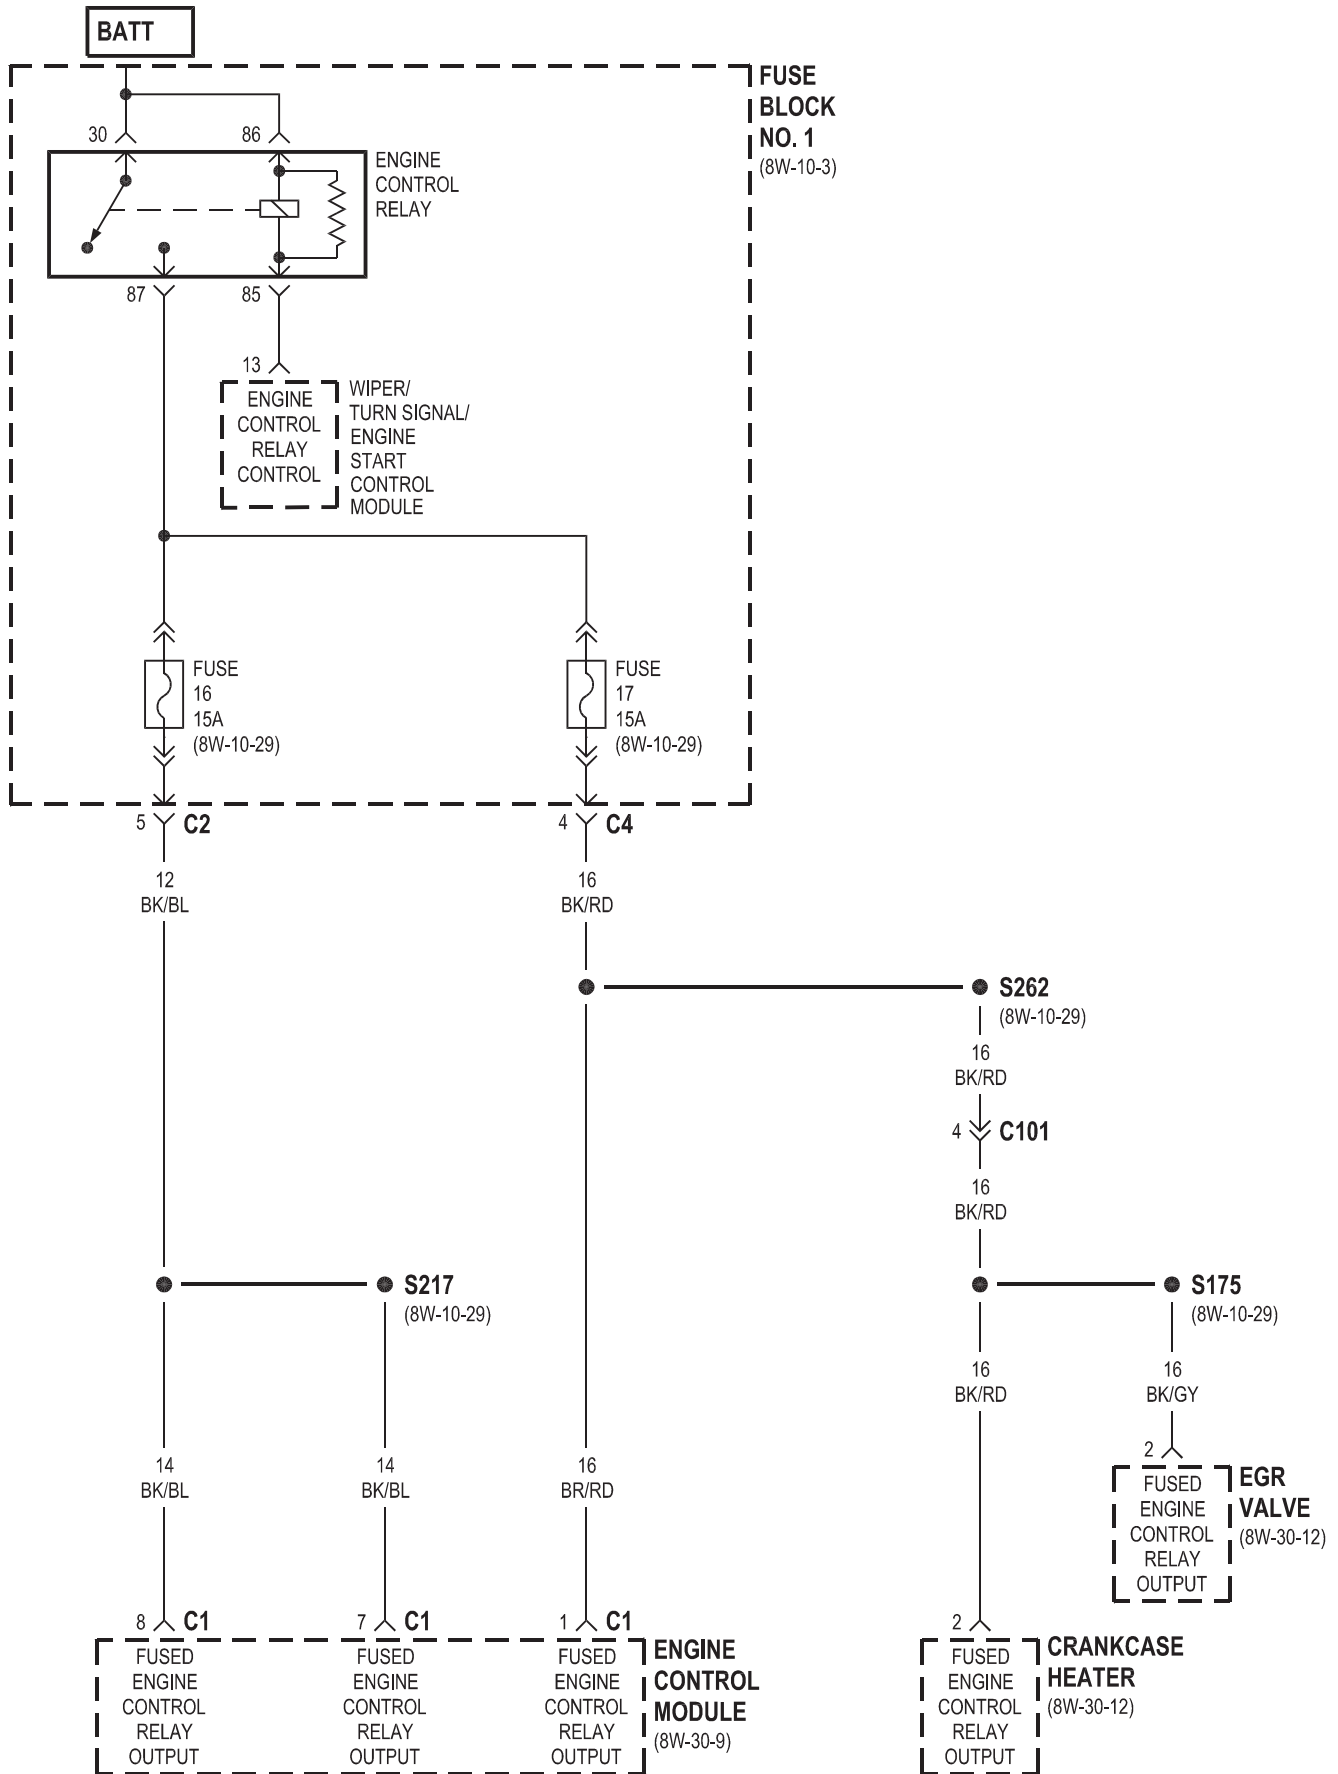 BATT
FUSE
BLOCK
NO. 1
(8W-10-3)
30
86
ENGINE
CONTROL
RELAY
87
85
13
ENGINE
CONTROL
RELAY
CONTROL
WIPER/
TURN SIGNAL/
ENGINE
START
CONTROL
MODULE
FUSE
16
15A
(8W-10-29)
FUSE
17
15A
(8W-10-29)
5
C2
4
C4
12
BK/BL
16
BK/RD
S262
(8W-10-29)
16
BK/RD
4
C101
16
BK/RD
S217
(8W-10-29)
S175
(8W-10-29)
16
BK/RD
16
BK/GY
14
BK/BL
14
BK/BL
16
BR/RD
2
FUSED
ENGINE
CONTROL
RELAY
OUTPUT
EGR
VALVE
(8W-30-12)
8
C1
7
C1
1
C1
2
FUSED
ENGINE
CONTROL
RELAY
OUTPUT
FUSED
ENGINE
CONTROL
RELAY
OUTPUT
FUSED
ENGINE
CONTROL
RELAY
OUTPUT
ENGINE
CONTROL
MODULE
(8W-30-9)
FUSED
ENGINE
CONTROL
RELAY
OUTPUT
CRANKCASE
HEATER
(8W-30-12)